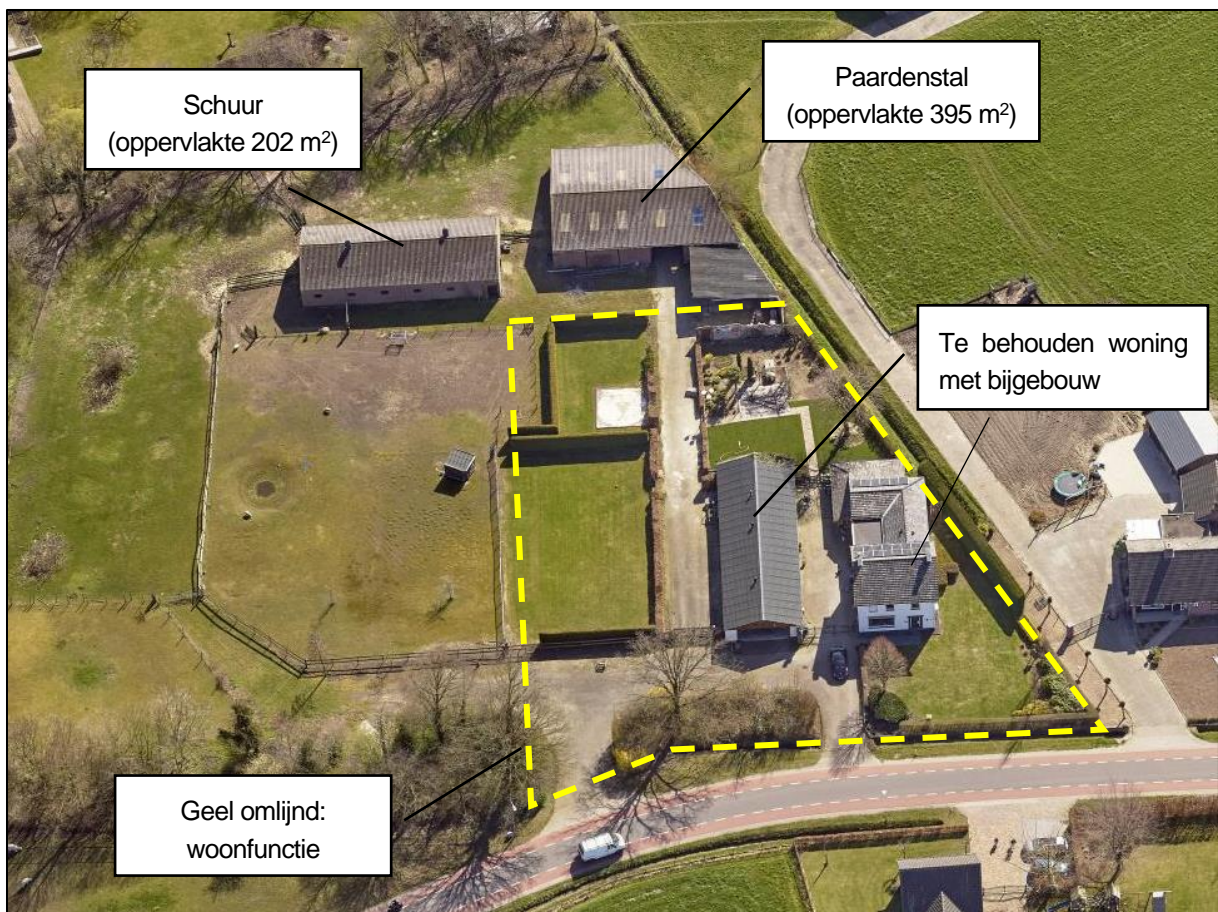 Schuur
(oppervlakte 202 m²)
Paardenstal
(oppervlakte 395 m²)
Te behouden woning
met bijgebouw
Geel omlijnd:
woonfunctie